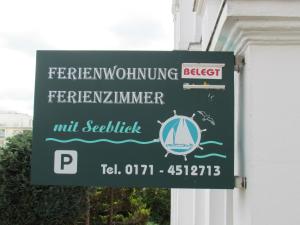 FERIENWOHNUNG BELEGT
FERIENZIMMER
mit Seeblick
P
Tel. 0171 - 4512713